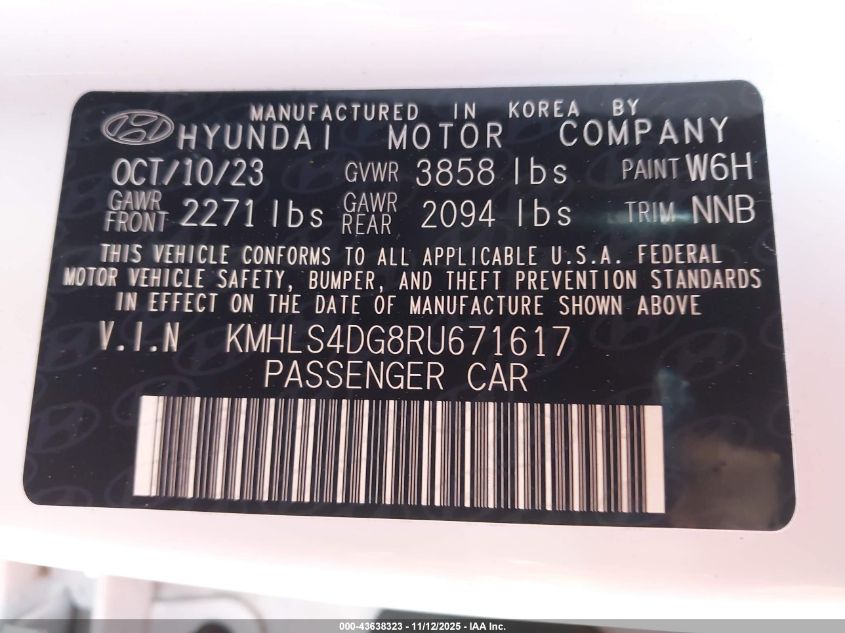 MANUFACTURED IN KOREA BY
HYUNDAI MOTOR COMPANY
OCT/10/23 GVWR 3858 lbs PAINT W6H
GAWR FRONT 2271 lbs GAWR REAR 2094 lbs TRIM NNB
THIS VEHICLE CONFORMS TO ALL APPLICABLE U.S.A. FEDERAL
MOTOR VEHICLE SAFETY, BUMPER, AND THEFT PREVENTION STANDARDS
IN EFFECT ON THE DATE OF MANUFACTURE SHOWN ABOVE
V.I.N KMHLS4DG8RU671617
PASSENGER CAR
000-43638323 - 11/12/2025 - IAA Inc.